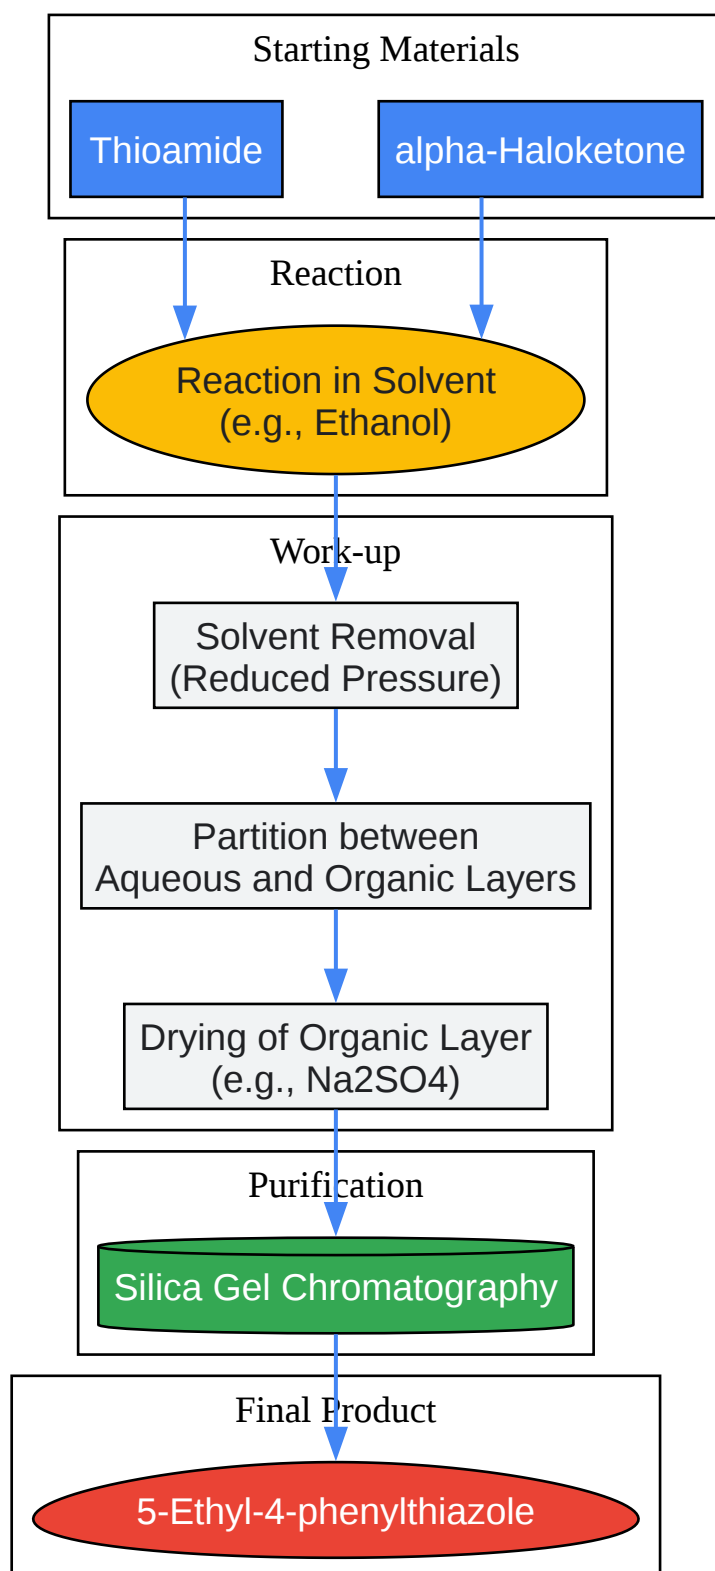 Starting Materials
Thioamide
alpha-Haloketone
Reaction
Reaction in Solvent
(e.g., Ethanol)
Work-up
Solvent Removal
(Reduced Pressure)
Partition between
Aqueous and Organic Layers
Drying of Organic Layer
(e.g., Na2SO4)
Purification
Silica Gel Chromatography
Final Product
5-Ethyl-4-phenylthiazole